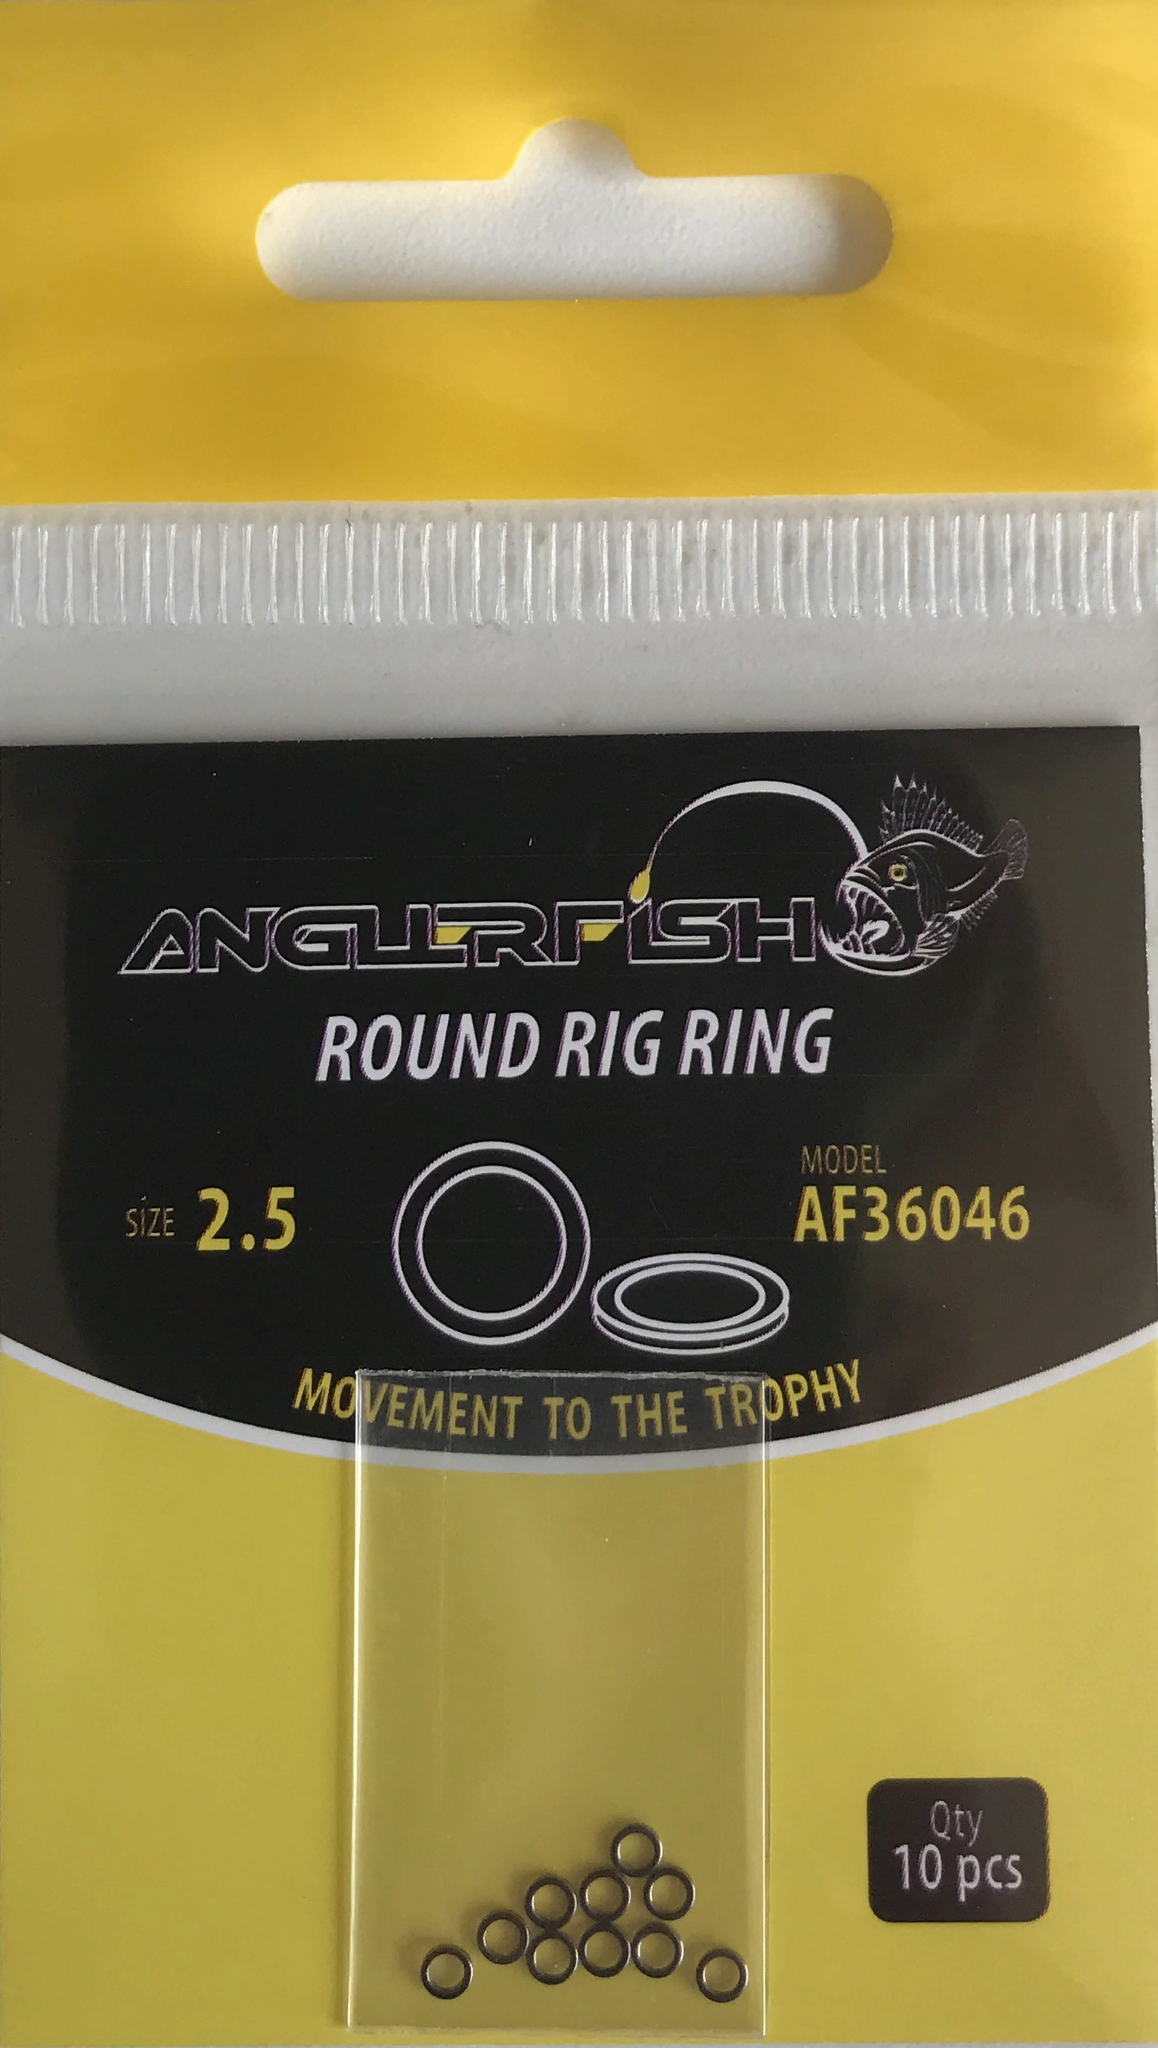 ANGLERFiSH
ROUND RIG RING
SiZE 2.5
MODEL
AF36046
MOVEMENT TO THE TROPHY
Qty
10 pcs